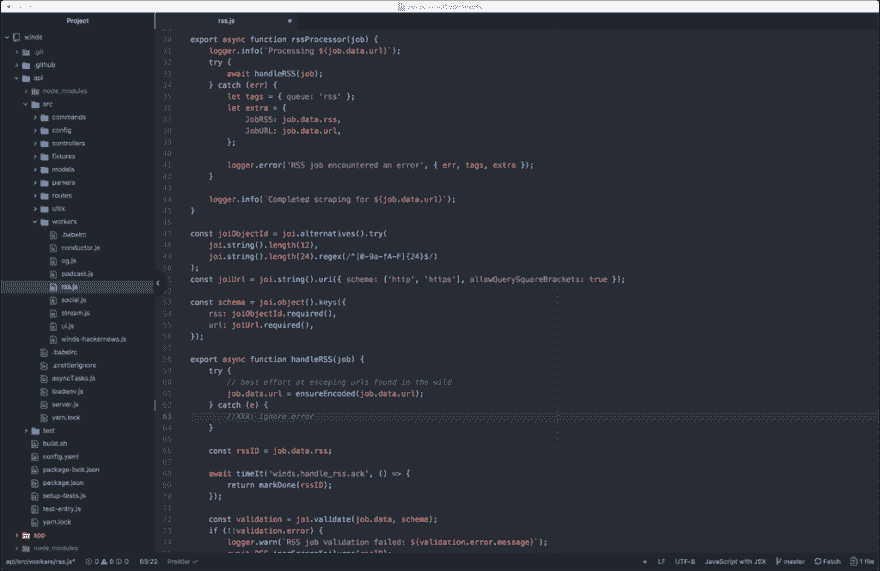 Project
winds
.git
.github
api
node_modules
src
commands
config
controllers
fixtures
models
parsers
routes
utils
workers
.babelrc
conductor.js
og.js
podcast.js
rss.js
social.js
stream.js
ui.js
winds-hackernews.js
.babelrc
.prettierignore
asyncTasks.js
loadenv.js
server.js
yarn.lock
test
build.sh
config.yaml
package-lock.json
package.json
setup-tests.js
test-entry.js
yarn.lock
app
node_modules
rss.js
30 export async function rssProcessor(job) {
31 logger.info(`Processing ${job.data.url}`);
32 try {
33 await handleRSS(job);
34 } catch (err) {
35 let tags = { queue: 'rss' };
36 let extra = {
37 JobRSS: job.data.rss,
38 JobURL: job.data.url,
39 };
40
41 logger.error('RSS job encountered an error', { err, tags, extra });
42 }
43
44 logger.info(`Completed scraping for ${job.data.url}`);
45 }
46
47 const joiObjectId = joi.alternatives().try(
48 joi.string().length(12),
49 joi.string().length(24).regex(/^[0-9a-fA-F]{24}$/)
50 );
51 const joiUrl = joi.string().uri({ scheme: ['http', 'https'], allowQuerySquareBrackets: true });
52
53 const schema = joi.object().keys({
54 rss: joiObjectId.required(),
55 url: joiUrl.required(),
56 });
57
58 export async function handleRSS(job) {
59 try {
60 // best effort at escaping urls found in the wild
61 job.data.url = ensureEncoded(job.data.url);
62 } catch (e) {
63 //XXX: ignore error
64 }
65
66 const rssID = job.data.rss;
67
68 await timeIt('winds.handle_rss.ack', () => {
69 return markDone(rssID);
70 });
71
72 const validation = joi.validate(job.data, schema);
73 if (!!validation.error) {
74 logger.warn(`RSS job validation failed: ${validation.error.message}`);
api/src/workers/rss.js* 0 0 0 63:22 Prettier LF UTF-8 JavaScript with JSX master Fetch 1 file